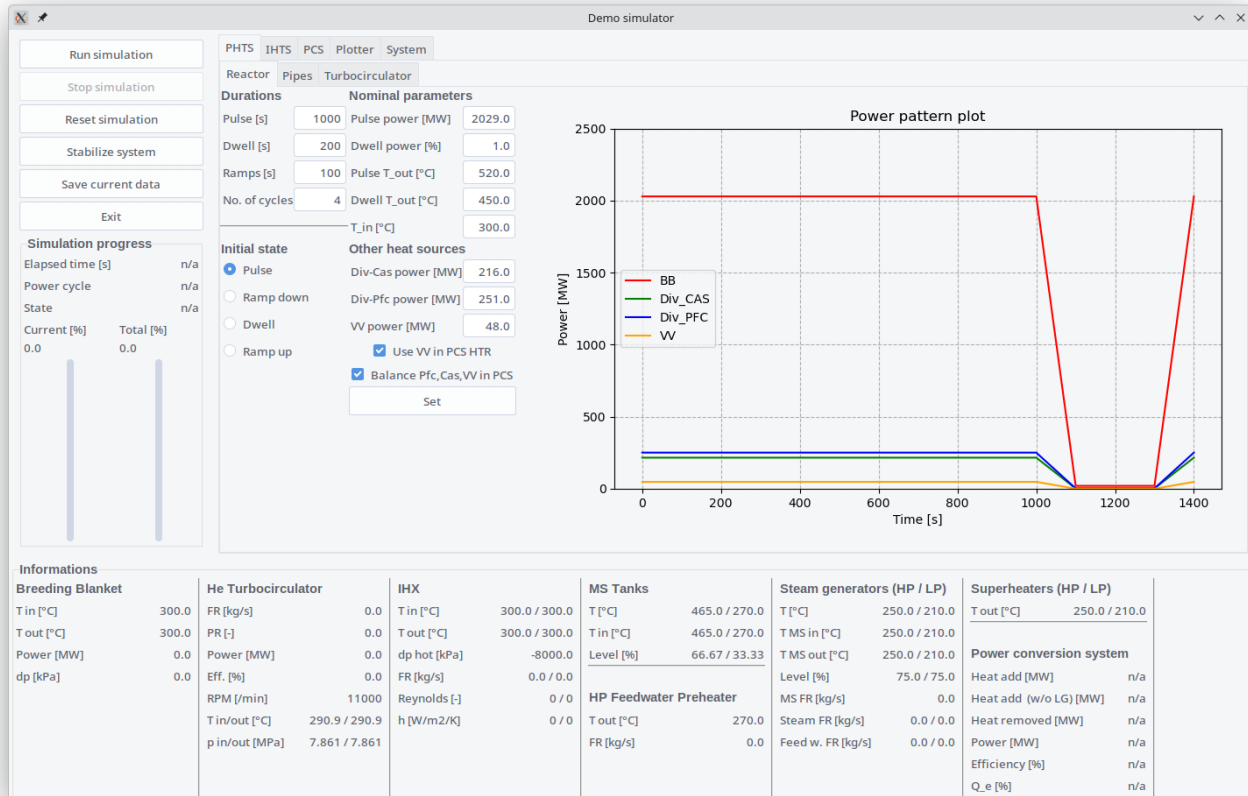 Demo simulator
Run simulation
Stop simulation
Reset simulation
Stabilize system
Save current data
Exit
Simulation progress
Elapsed time [s] n/a
Power cycle n/a
State n/a
Current [%] Total [%]
0.0 0.0
PHTS IHTS PCS Plotter System
Reactor Pipes Turbocirculator
Durations
Pulse [s] 1000
Dwell [s] 200
Ramps [s] 100
No. of cycles 4
Initial state
Pulse
Ramp down
Dwell
Ramp up
Nominal parameters
Pulse power [MW] 2029.0
Dwell power [%] 1.0
Pulse T_out [°C] 520.0
Dwell T_out [°C] 450.0
T_in [°C] 300.0
Other heat sources
Div-Cas power [MW] 216.0
Div-Pfc power [MW] 251.0
VV power [MW] 48.0
Use VV in PCS HTR
Balance Pfc,Cas,VV in PCS
Set
Power pattern plot
Power [MW]
2500
2000
1500
1000
500
0
BB
Div_CAS
Div_PFC
VV
0 200 400 600 800 1000 1200 1400
Time [s]
Informations
Breeding Blanket
T in [°C] 300.0
T out [°C] 300.0
Power [MW] 0.0
dp [kPa] 0.0
He Turbocirculator
FR [kg/s] 0.0
PR [-] 0.0
Power [MW] 0.0
Eff. [%] 0.0
RPM [/min] 11000
T in/out [°C] 290.9 / 290.9
p in/out [MPa] 7.861 / 7.861
IHX
T in [°C] 300.0 / 300.0
T out [°C] 300.0 / 300.0
dp hot [kPa] -8000.0
FR [kg/s] 0.0 / 0.0
Reynolds [-] 0 / 0
h [W/m2/K] 0 / 0
MS Tanks
T [°C] 465.0 / 270.0
T in [°C] 465.0 / 270.0
Level [%] 66.67 / 33.33
HP Feedwater Preheater
T out [°C] 270.0
FR [kg/s] 0.0
Steam generators (HP / LP)
T [°C] 250.0 / 210.0
T MS in [°C] 250.0 / 210.0
T MS out [°C] 250.0 / 210.0
Level [%] 75.0 / 75.0
MS FR [kg/s] 0.0
Steam FR [kg/s] 0.0 / 0.0
Feed w. FR [kg/s] 0.0 / 0.0
Superheaters (HP / LP)
T out [°C] 250.0 / 210.0
Power conversion system
Heat add [MW] n/a
Heat add (w/o LG) [MW] n/a
Heat removed [MW] n/a
Power [MW] n/a
Efficiency [%] n/a
Q_e [%] n/a